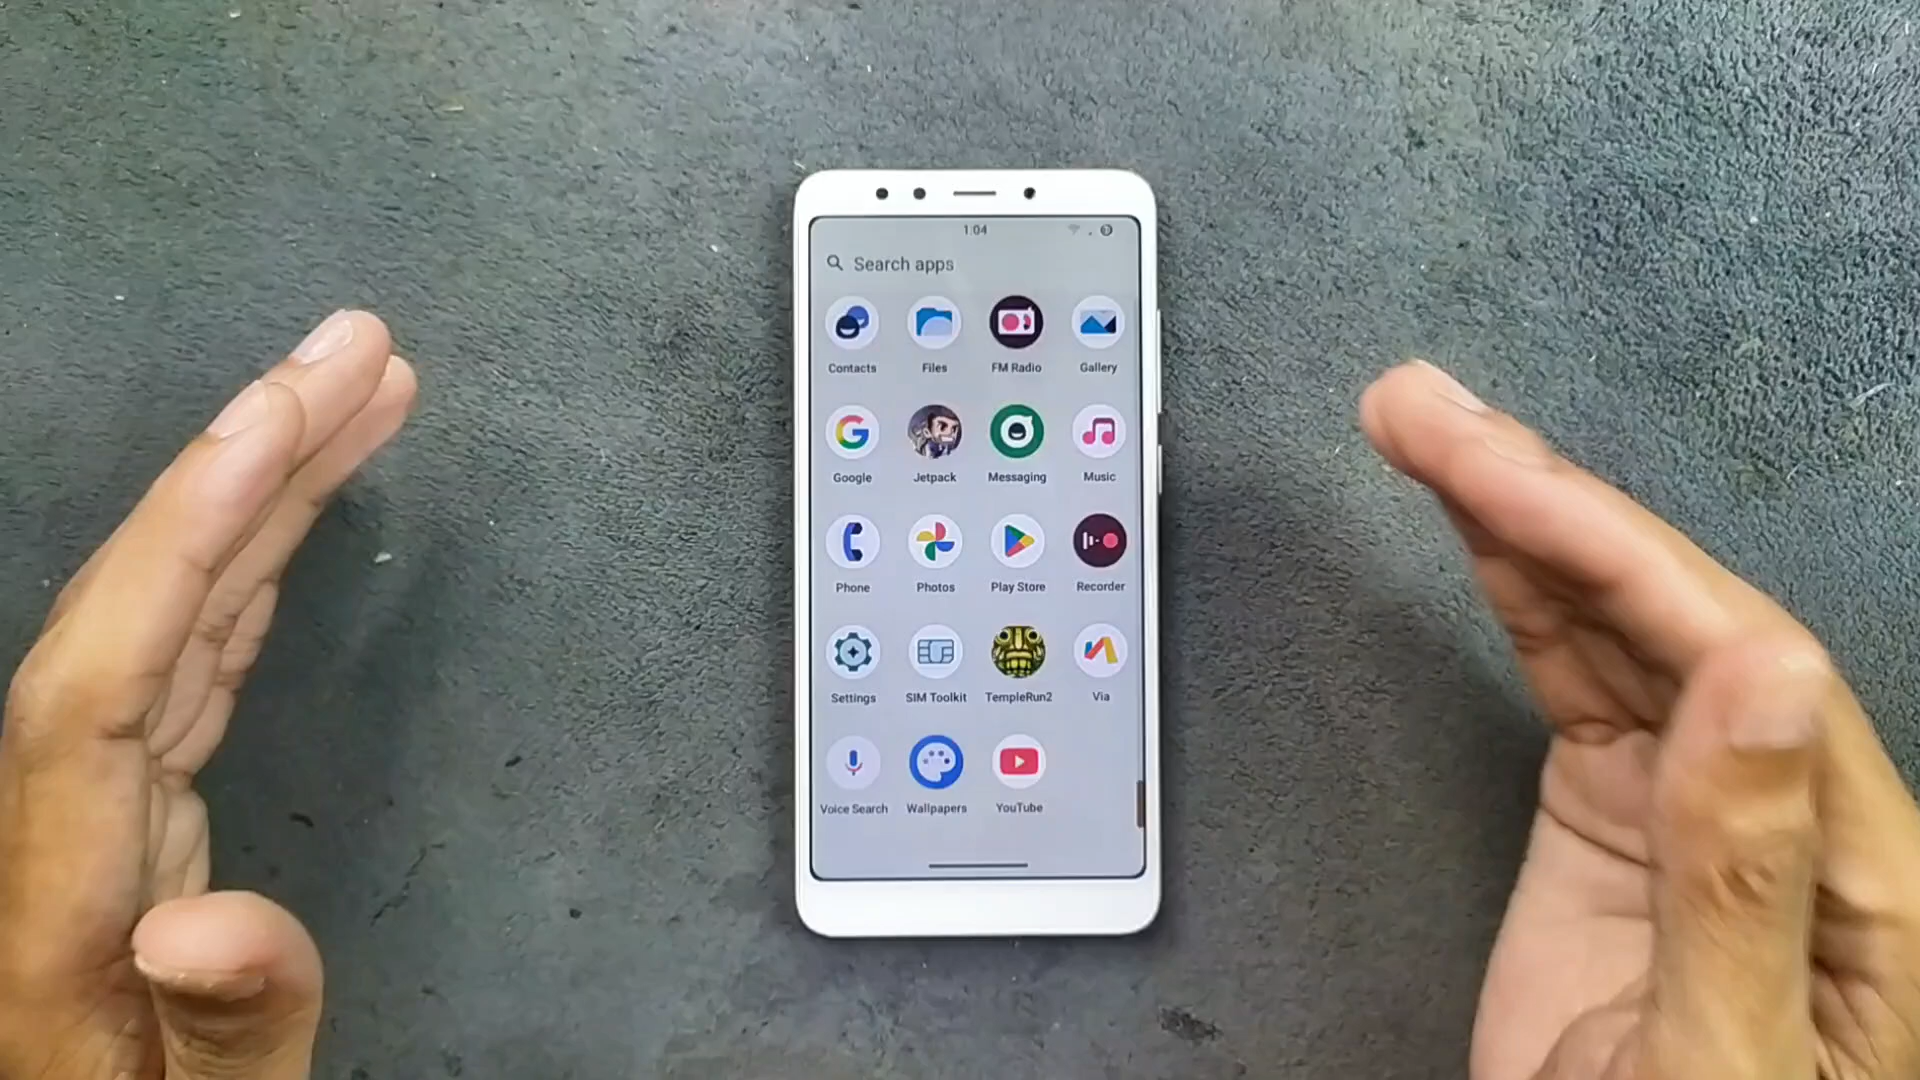 1:04
Search apps
Contacts Files FM Radio Gallery
Google Jetpack Messaging Music
Phone Photos Play Store Recorder
Settings SIM Toolkit TempleRun2 Via
Voice Search Wallpapers YouTube